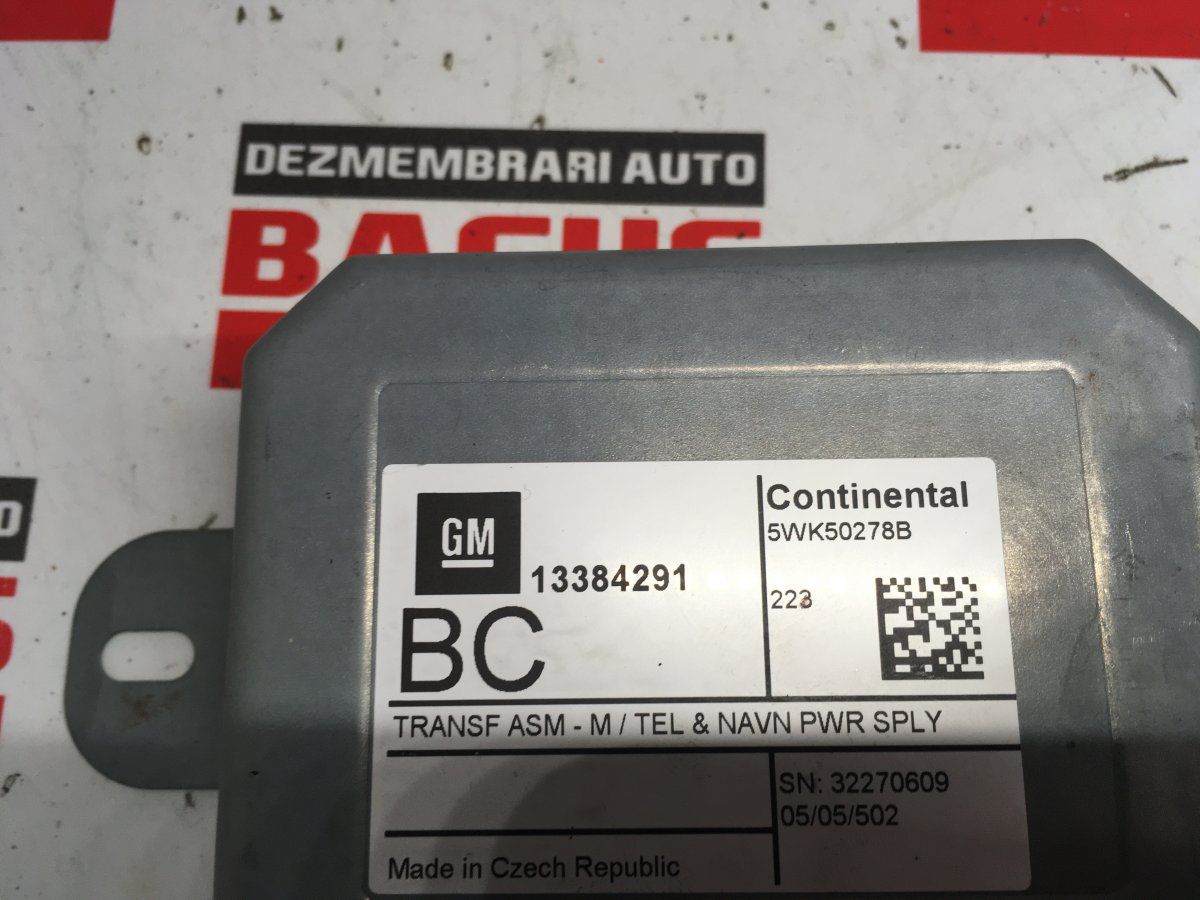 DEZMEMBRARI AUTO
GM
13384291
BC
Continental
5WK50278B
223
TRANSF ASM - M / TEL & NAVN PWR SPLY
SN: 32270609
05/05/502
Made in Czech Republic